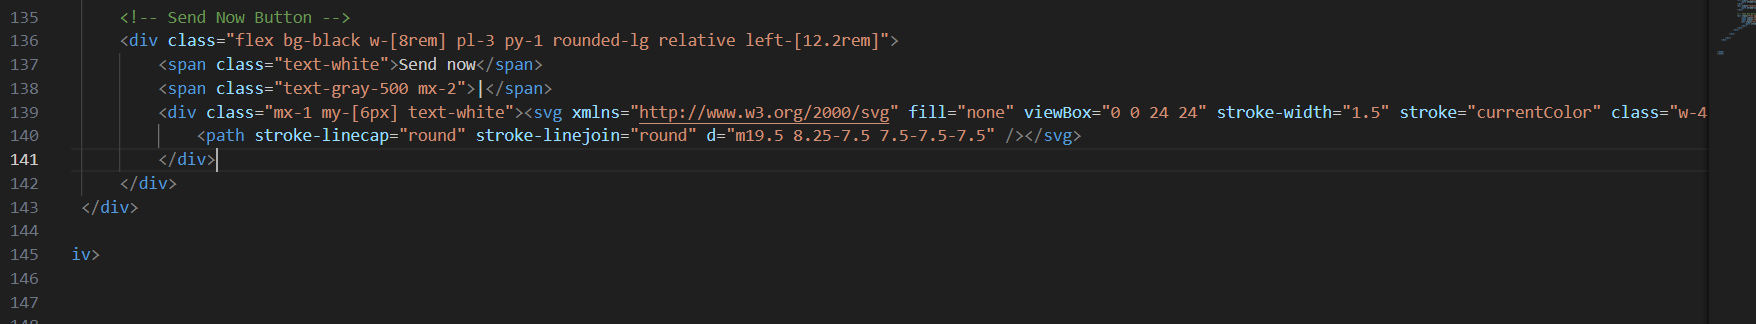 135 <!-- Send Now Button -->
136 <div class="flex bg-black w-[8rem] pl-3 py-1 rounded-lg relative left-[12.2rem]">
137 <span class="text-white">Send now</span>
138 <span class="text-gray-500 mx-2">|</span>
139 <div class="mx-1 my-[6px] text-white"><svg xmlns="http://www.w3.org/2000/svg" fill="none" viewBox="0 0 24 24" stroke-width="1.5" stroke="currentColor" class="w-4
140 <path stroke-linecap="round" stroke-linejoin="round" d="m19.5 8.25-7.5 7.5-7.5-7.5" /></svg>
141 </div>
142 </div>
143 </div>
144
145 iv>
146
147
148